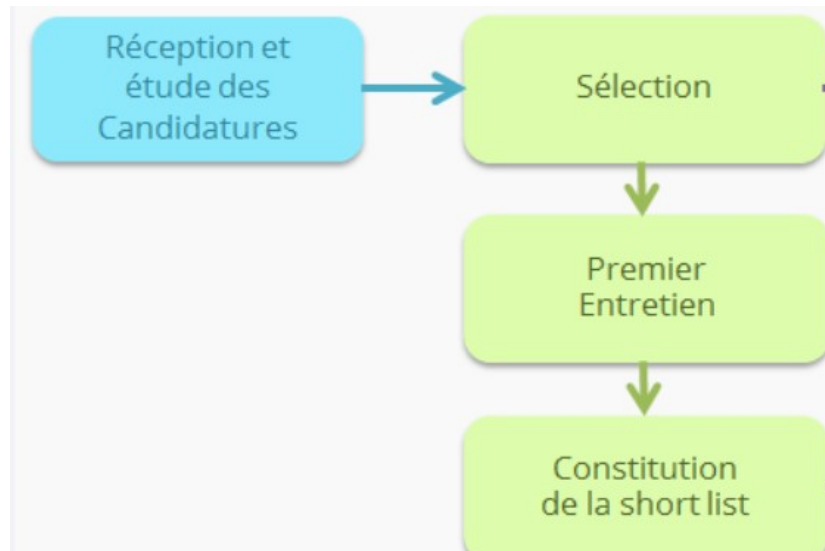 Réception et
étude des
Candidatures
Sélection
Premier
Entretien
Constitution
de la short list